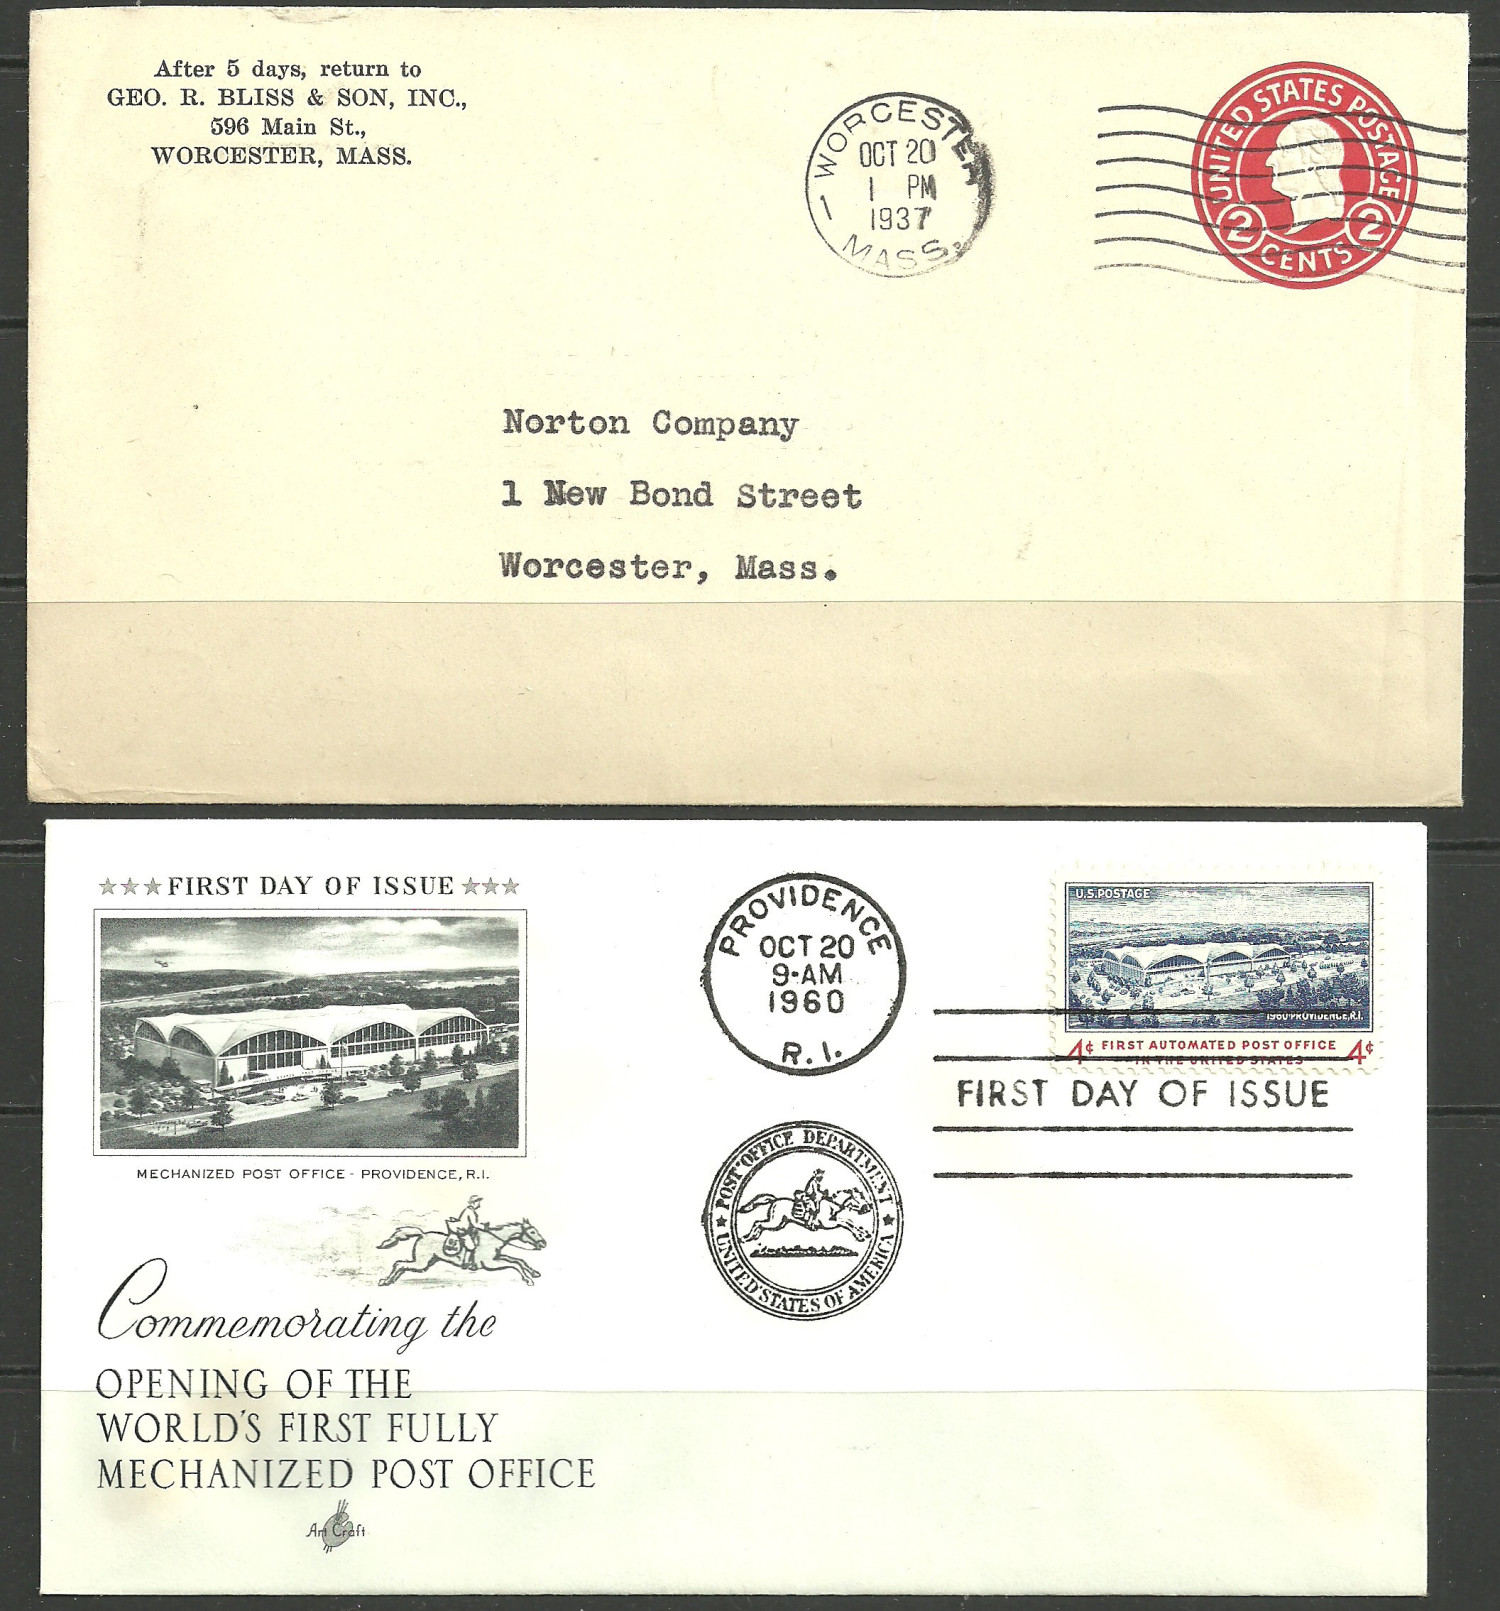 After 5 days, return to
GEO. R. BLISS & SON, INC.,
596 Main St.,
WORCESTER, MASS.
WORCESTER
OCT 20
1 PM
1937
MASS.
1
UNITED STATES POSTAGE
2 CENTS 2
Norton Company
1 New Bond Street
Worcester, Mass.
FIRST DAY OF ISSUE
MECHANIZED POST OFFICE - PROVIDENCE, R.I.
Commemorating the
OPENING OF THE
WORLD'S FIRST FULLY
MECHANIZED POST OFFICE
Art Craft
PROVIDENCE
OCT 20
9-AM
1960
R.I.
POST OFFICE DEPARTMENT
UNITED STATES OF AMERICA
U.S. POSTAGE
1960·PROVIDENCE, R.I.
4¢ FIRST AUTOMATED POST OFFICE 4¢
IN THE UNITED STATES
FIRST DAY OF ISSUE